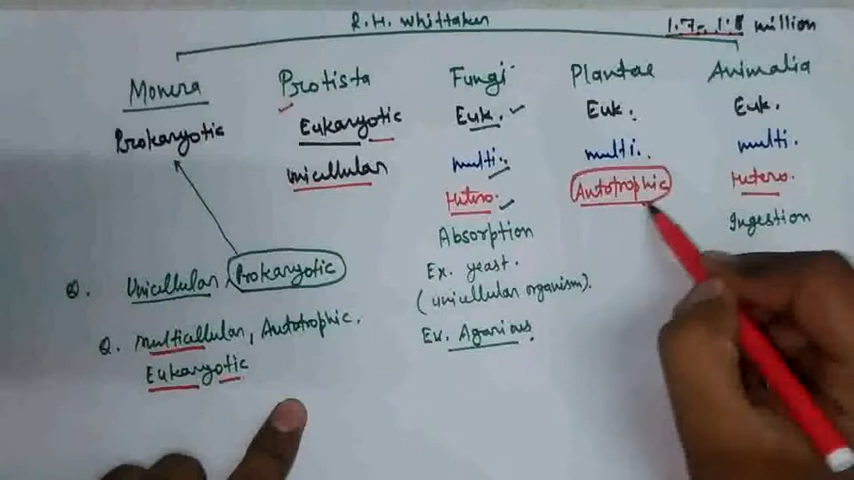 R.H. Whittaker
1.7-1.8 million
Monera
Prokaryotic
Protista
Eukaryotic
Unicellular
Fungi
Euk.
multi.
Hetero.
Absorption
Ex. yeast.
(unicellular organism).
Ex. Agarious
Plantae
Euk.
multi.
Autotrophic
Animalia
Euk.
multi.
Hetero.
Ingestion
Q. Unicellular, Prokaryotic
Q. Multicellular, Autotrophic.
Eukaryotic